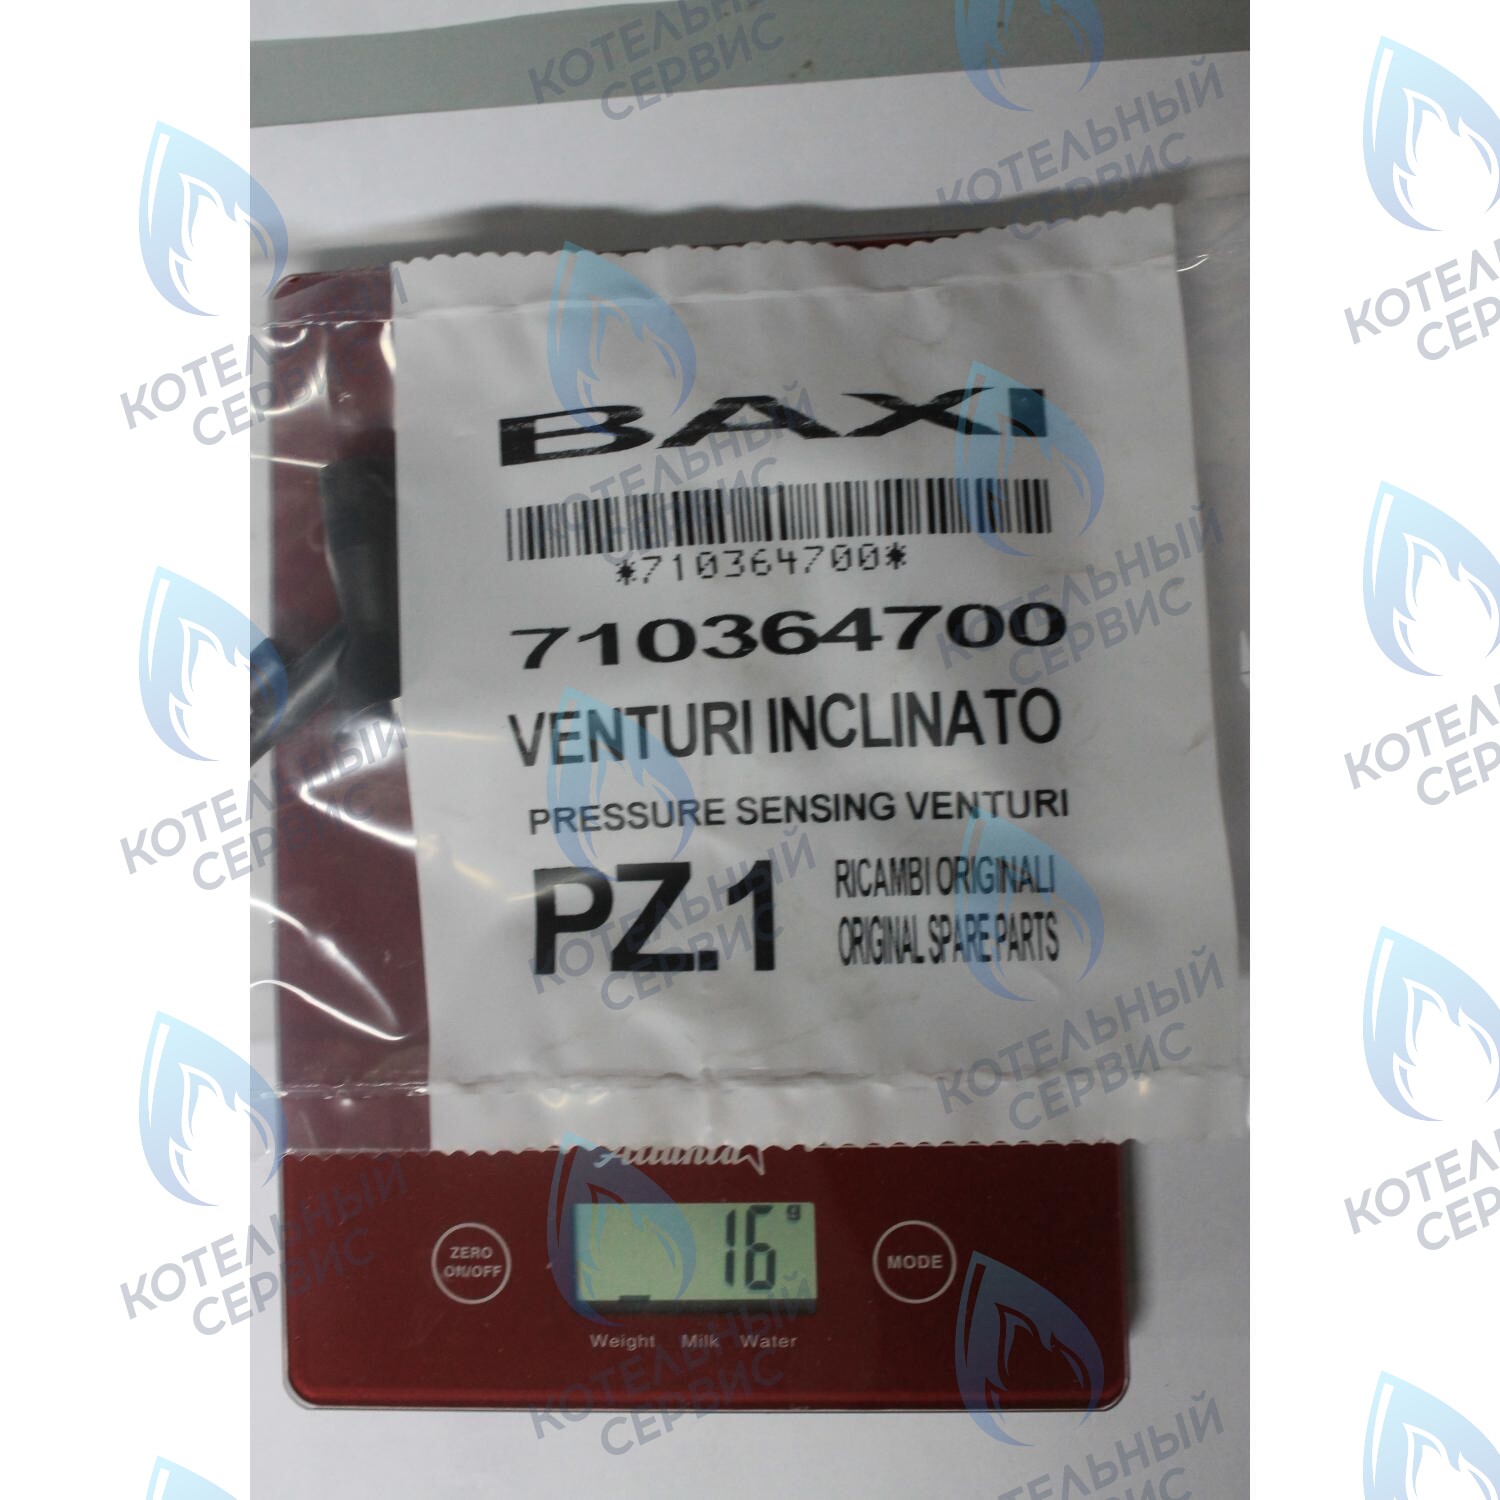 BAXI
*710364700*
710364700
VENTURI INCLINATO
PRESSURE SENSING VENTURI
PZ.1
RICAMBI ORIGINALI
ORIGINAL SPARE PARTS
Atlanta
ZERO
ON/OFF
16 g
MODE
Weight Milk Water
КОТЕЛЬНЫЙ
СЕРВИС